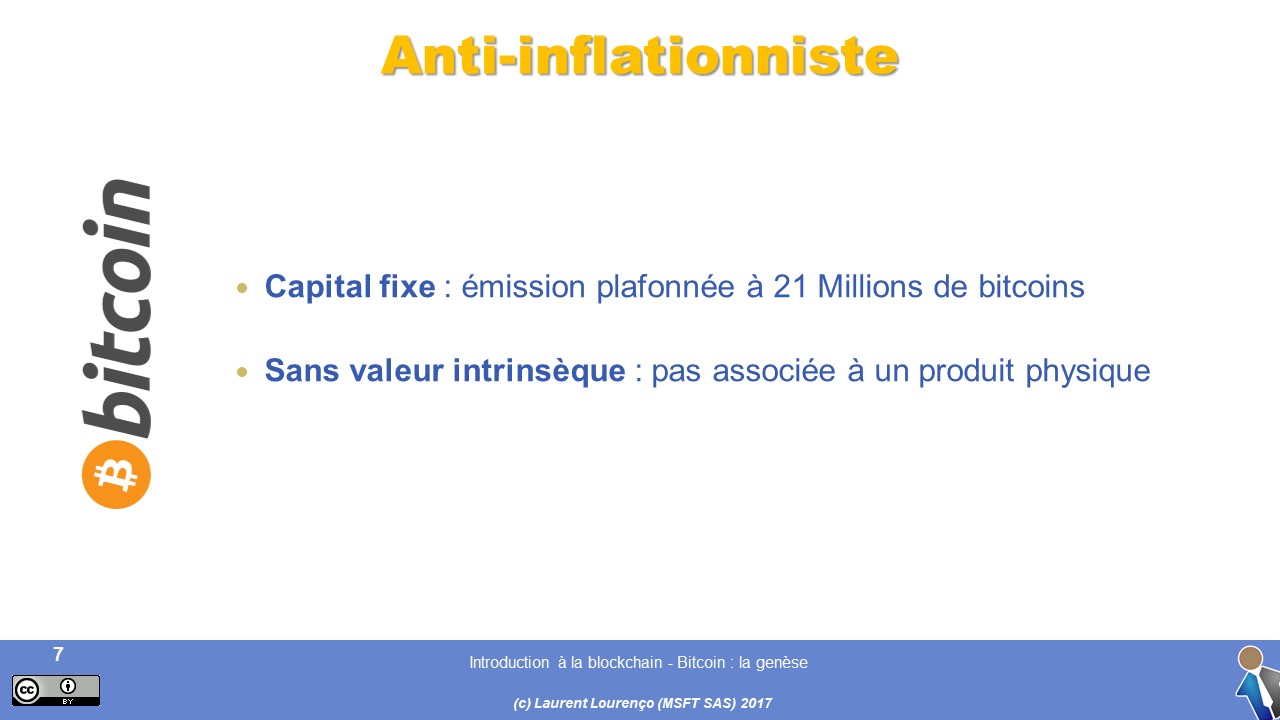 Anti-inflationniste
bitcoin
• Capital fixe : émission plafonnée à 21 Millions de bitcoins
• Sans valeur intrinsèque : pas associée à un produit physique
7
Introduction à la blockchain - Bitcoin : la genèse
cc BY
(c) Laurent Lourenço (MSFT SAS) 2017